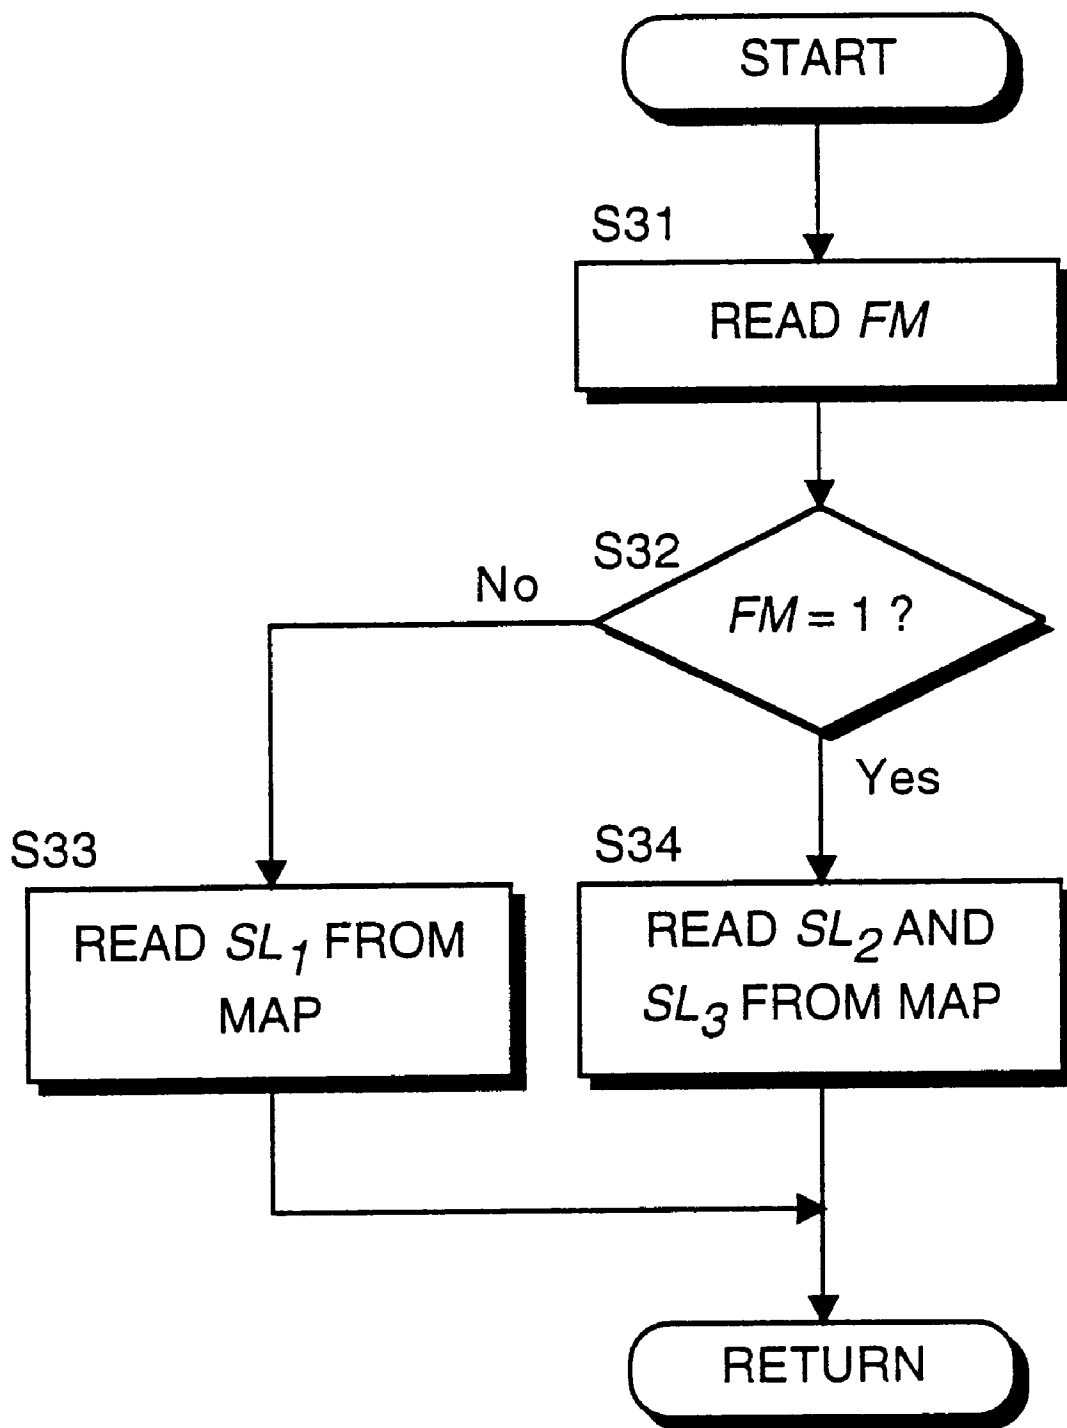 START
S31
READ FM
S32
No
FM = 1 ?
Yes
S33
READ SL1 FROM
MAP
S34
READ SL2 AND
SL3 FROM MAP
RETURN